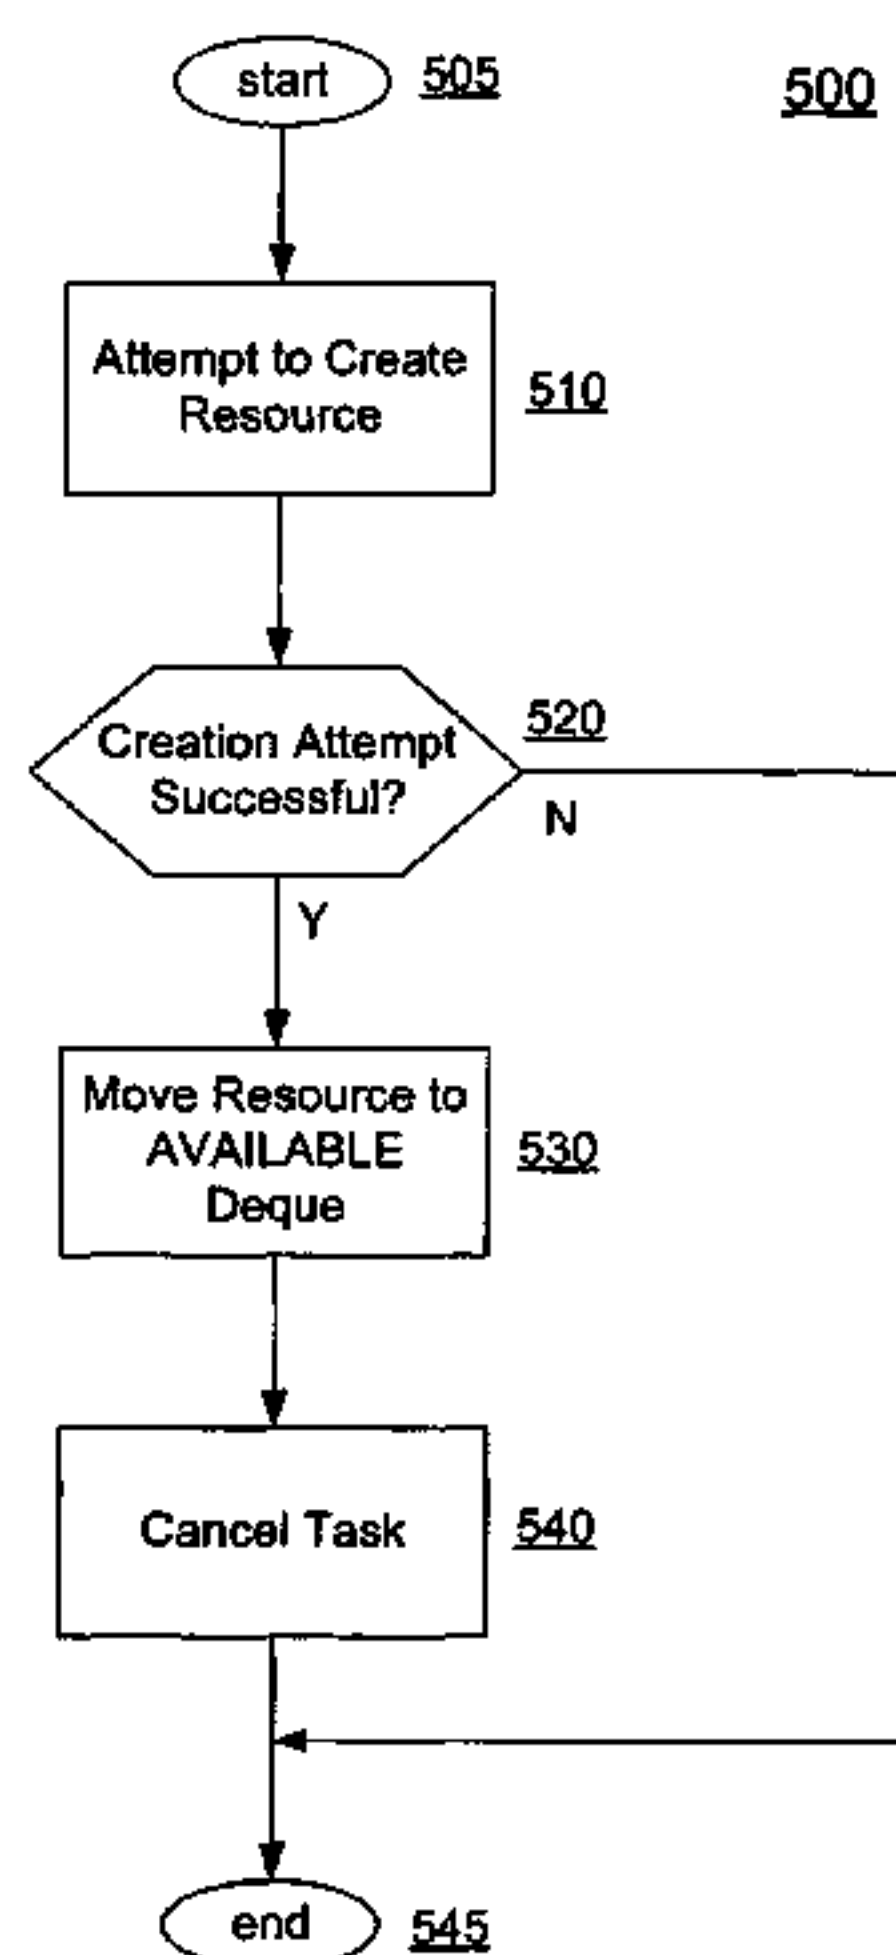 start
505
500
Attempt to Create
Resource
510
Creation Attempt
Successful?
520
N
Y
Move Resource to
AVAILABLE
Deque
530
Cancel Task
540
end
545